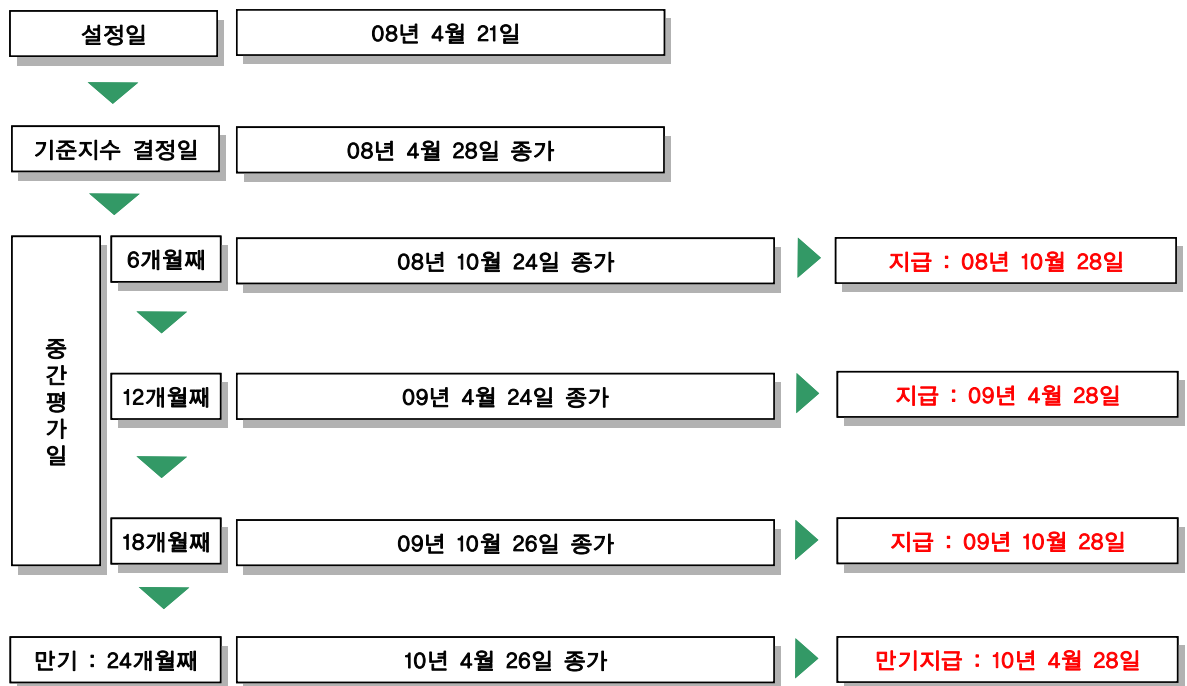 설정일
08년 4월 21일
기준지수 결정일
08년 4월 28일 종가
중간평가일
6개월째
08년 10월 24일 종가
지급 : 08년 10월 28일
12개월째
09년 4월 24일 종가
지급 : 09년 4월 28일
18개월째
09년 10월 26일 종가
지급 : 09년 10월 28일
만기 : 24개월째
10년 4월 26일 종가
만기지급 : 10년 4월 28일